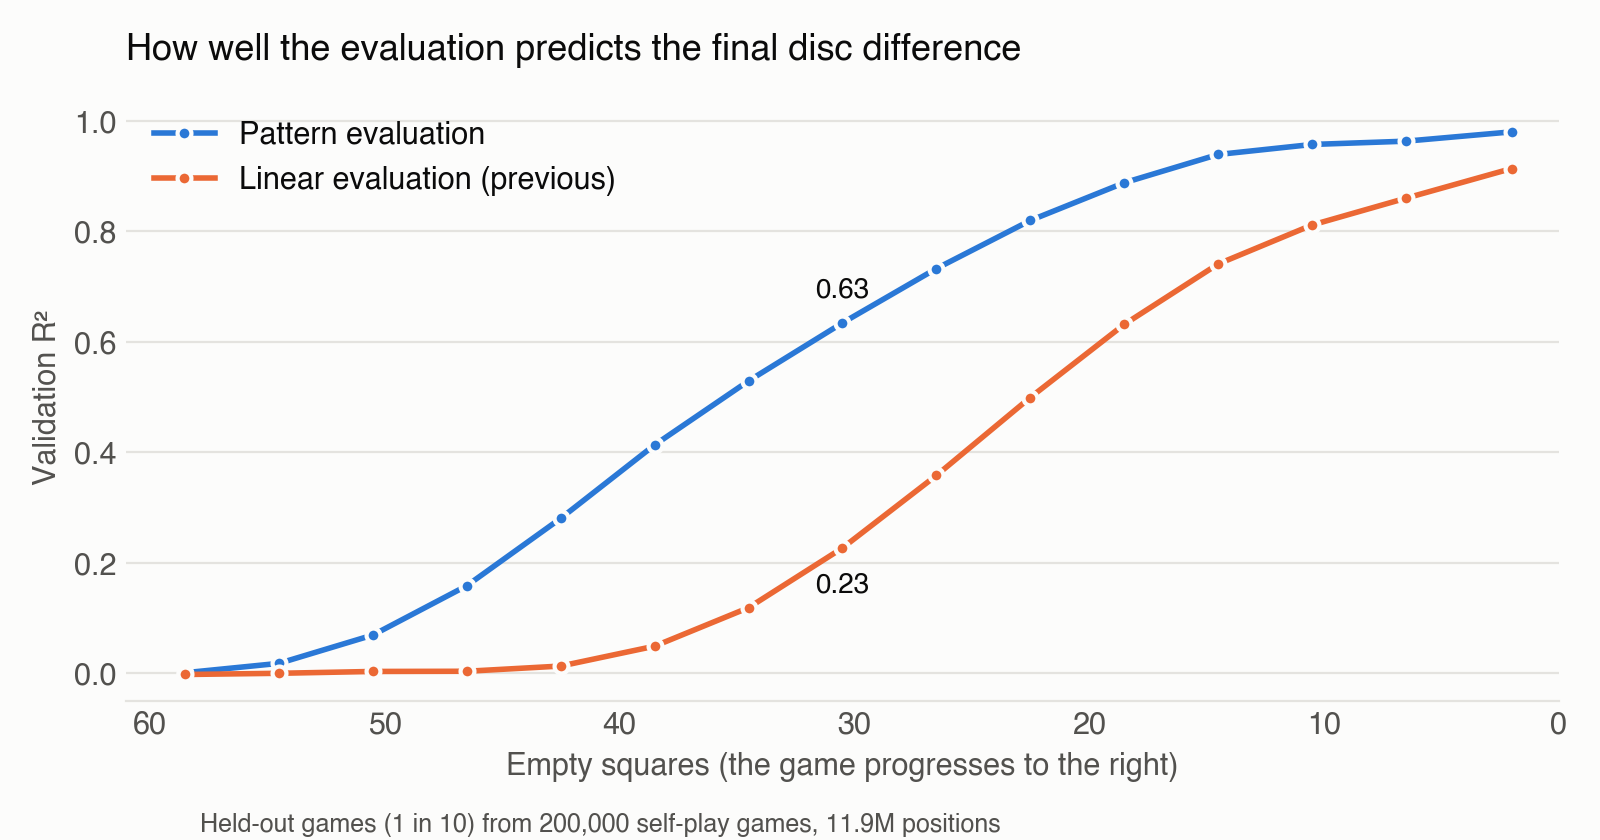 How well the evaluation predicts the final disc difference
Pattern evaluation
Linear evaluation (previous)
1.0
0.8
0.6
0.4
0.2
0.0
Validation R²
0.63
0.23
60 50 40 30 20 10 0
Empty squares (the game progresses to the right)
Held-out games (1 in 10) from 200,000 self-play games, 11.9M positions